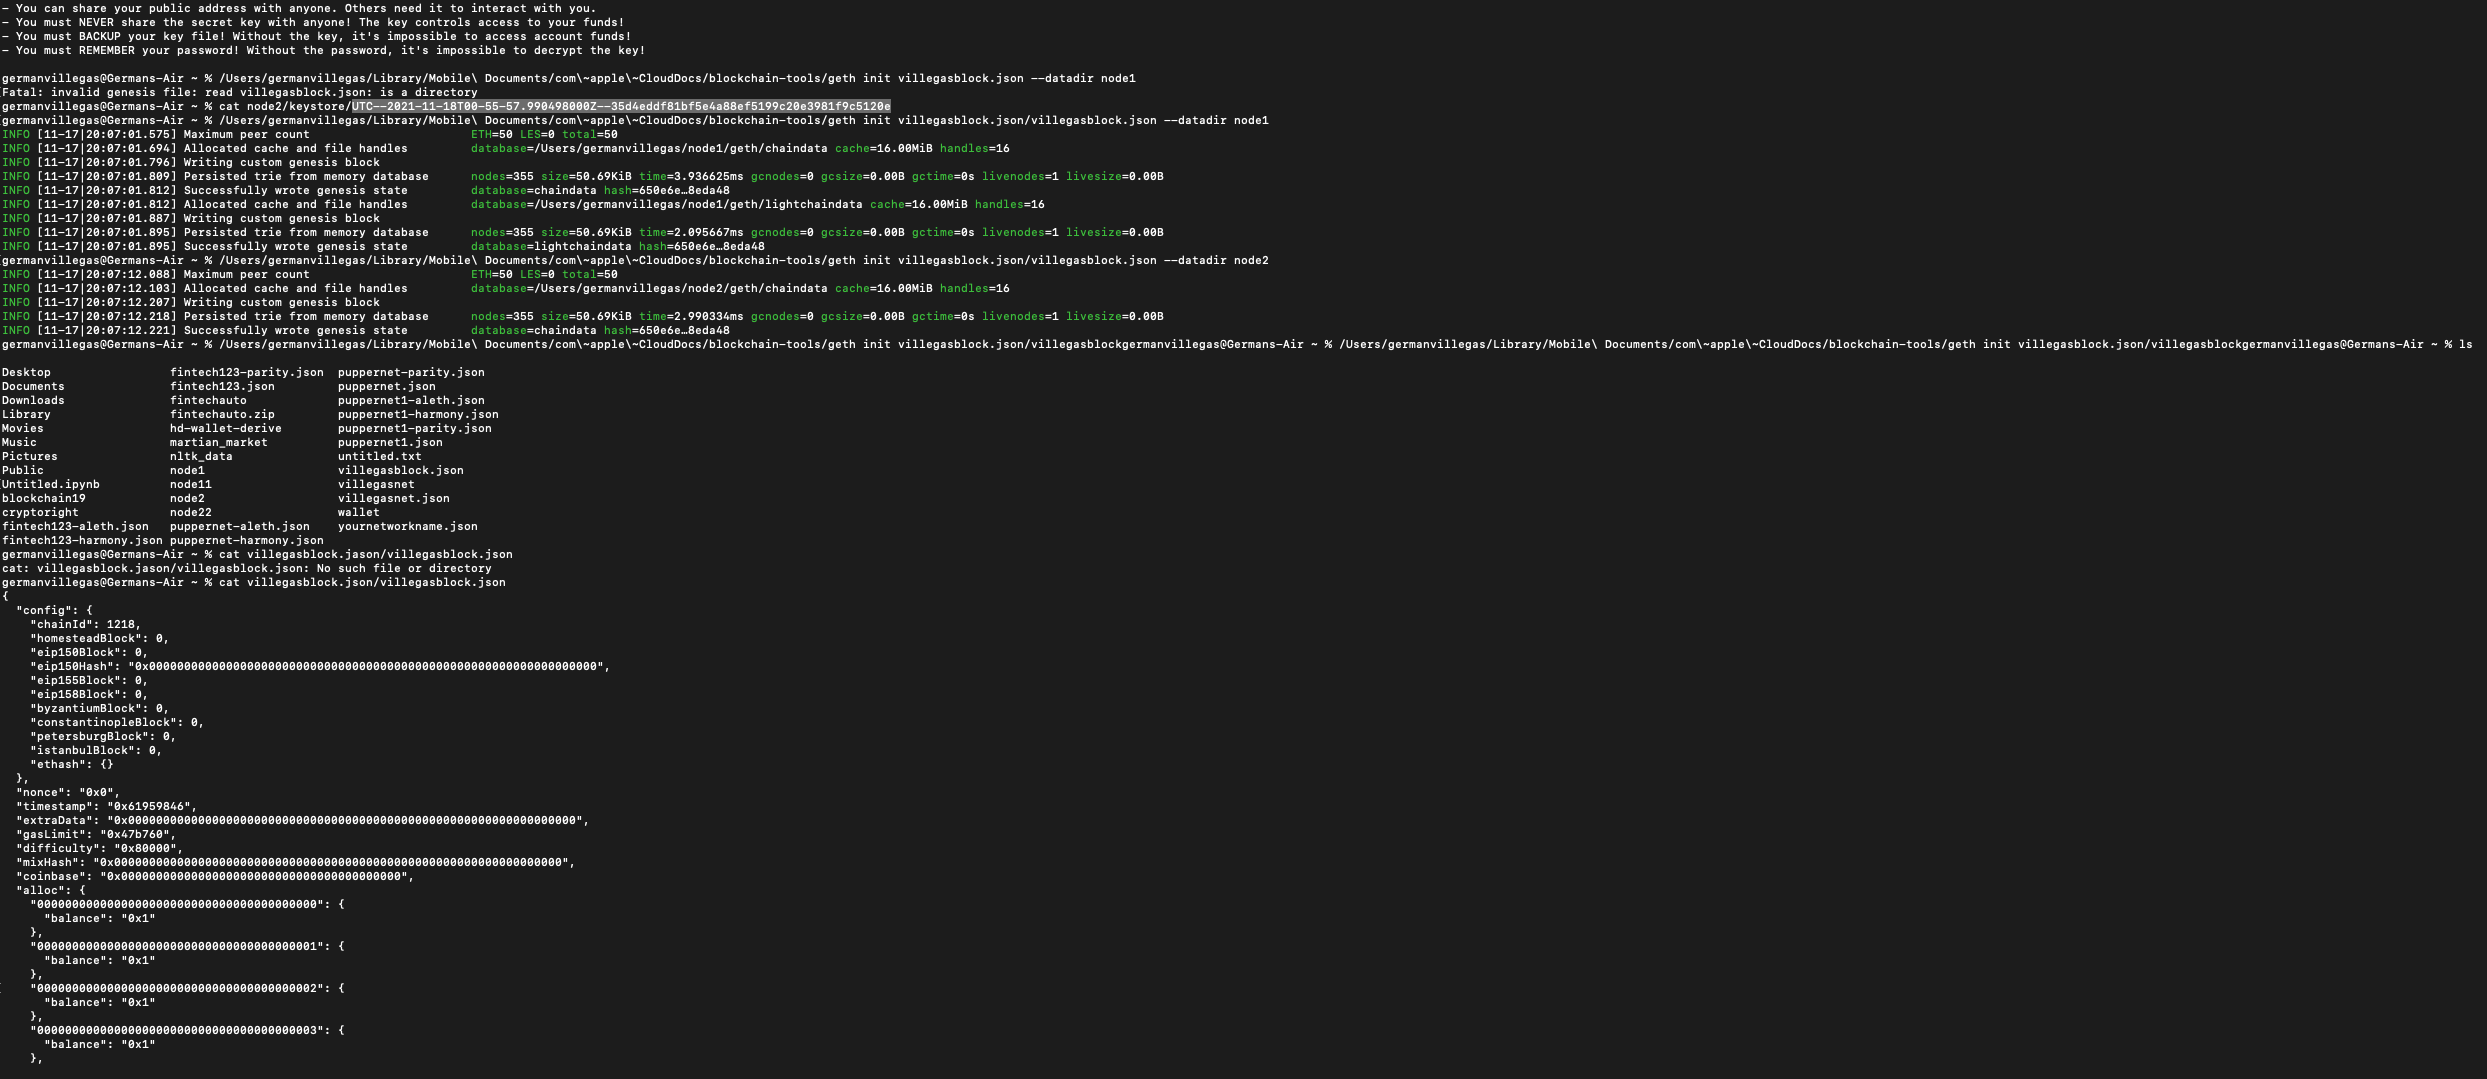 - You can share your public address with anyone. Others need it to interact with you.
- You must NEVER share the secret key with anyone! The key controls access to your funds!
- You must BACKUP your key file! Without the key, it's impossible to access account funds!
- You must REMEMBER your password! Without the password, it's impossible to decrypt the key!
germanvillegas@Germans-Air ~ % /Users/germanvillegas/Library/Mobile\ Documents/com\~apple\~CloudDocs/blockchain-tools/geth init villegasblock.json --datadir node1
Fatal: invalid genesis file: read villegasblock.json: is a directory
germanvillegas@Germans-Air ~ % cat node2/keystore/UTC--2021-11-18T00-55-57.990498000Z--35d4eddf81bf5e4a88ef5199c20e3981f9c5120e
germanvillegas@Germans-Air ~ % /Users/germanvillegas/Library/Mobile\ Documents/com\~apple\~CloudDocs/blockchain-tools/geth init villegasblock.json/villegasblock.json --datadir node1
INFO [11-17|20:07:01.575] Maximum peer count ETH=50 LES=0 total=50
INFO [11-17|20:07:01.694] Allocated cache and file handles database=/Users/germanvillegas/node1/geth/chaindata cache=16.00MiB handles=16
INFO [11-17|20:07:01.796] Writing custom genesis block
INFO [11-17|20:07:01.809] Persisted trie from memory database nodes=355 size=50.69KiB time=3.936625ms gcnodes=0 gcsize=0.00B gctime=0s livenodes=1 livesize=0.00B
INFO [11-17|20:07:01.812] Successfully wrote genesis state database=chaindata hash=650e6e…8eda48
INFO [11-17|20:07:01.812] Allocated cache and file handles database=/Users/germanvillegas/node1/geth/lightchaindata cache=16.00MiB handles=16
INFO [11-17|20:07:01.887] Writing custom genesis block
INFO [11-17|20:07:01.895] Persisted trie from memory database nodes=355 size=50.69KiB time=2.095667ms gcnodes=0 gcsize=0.00B gctime=0s livenodes=1 livesize=0.00B
INFO [11-17|20:07:01.895] Successfully wrote genesis state database=lightchaindata hash=650e6e…8eda48
germanvillegas@Germans-Air ~ % /Users/germanvillegas/Library/Mobile\ Documents/com\~apple\~CloudDocs/blockchain-tools/geth init villegasblock.json/villegasblock.json --datadir node2
INFO [11-17|20:07:12.088] Maximum peer count ETH=50 LES=0 total=50
INFO [11-17|20:07:12.103] Allocated cache and file handles database=/Users/germanvillegas/node2/geth/chaindata cache=16.00MiB handles=16
INFO [11-17|20:07:12.207] Writing custom genesis block
INFO [11-17|20:07:12.218] Persisted trie from memory database nodes=355 size=50.69KiB time=2.990334ms gcnodes=0 gcsize=0.00B gctime=0s livenodes=1 livesize=0.00B
INFO [11-17|20:07:12.221] Successfully wrote genesis state database=chaindata hash=650e6e…8eda48
germanvillegas@Germans-Air ~ % /Users/germanvillegas/Library/Mobile\ Documents/com\~apple\~CloudDocs/blockchain-tools/geth init villegasblock.json/villegasblockgermanvillegas@Germans-Air ~ % /Users/germanvillegas/Library/Mobile\ Documents/com\~apple\~CloudDocs/blockchain-tools/geth init villegasblock.json/villegasblockgermanvillegas@Germans-Air ~ % ls
Desktop fintech123-parity.json puppernet-parity.json
Documents fintech123.json puppernet.json
Downloads fintechauto puppernet1-aleth.json
Library fintechauto.zip puppernet1-harmony.json
Movies hd-wallet-derive puppernet1-parity.json
Music martian_market puppernet1.json
Pictures nltk_data untitled.txt
Public node1 villegasblock.json
Untitled.ipynb node11 villegasnet
blockchain19 node2 villegasnet.json
cryptoright node22 wallet
fintech123-aleth.json puppernet-aleth.json yournetworkname.json
fintech123-harmony.json puppernet-harmony.json
germanvillegas@Germans-Air ~ % cat villegasblock.jason/villegasblock.json
cat: villegasblock.jason/villegasblock.json: No such file or directory
germanvillegas@Germans-Air ~ % cat villegasblock.json/villegasblock.json
{
"config": {
"chainId": 1218,
"homesteadBlock": 0,
"eip150Block": 0,
"eip150Hash": "0x0000000000000000000000000000000000000000000000000000000000000000",
"eip155Block": 0,
"eip158Block": 0,
"byzantiumBlock": 0,
"constantinopleBlock": 0,
"petersburgBlock": 0,
"istanbulBlock": 0,
"ethash": {}
},
"nonce": "0x0",
"timestamp": "0x61959846",
"extraData": "0x0000000000000000000000000000000000000000000000000000000000000000",
"gasLimit": "0x47b760",
"difficulty": "0x80000",
"mixHash": "0x0000000000000000000000000000000000000000000000000000000000000000",
"coinbase": "0x0000000000000000000000000000000000000000",
"alloc": {
"0000000000000000000000000000000000000000": {
"balance": "0x1"
},
"0000000000000000000000000000000000000001": {
"balance": "0x1"
},
"0000000000000000000000000000000000000002": {
"balance": "0x1"
},
"0000000000000000000000000000000000000003": {
"balance": "0x1"
},